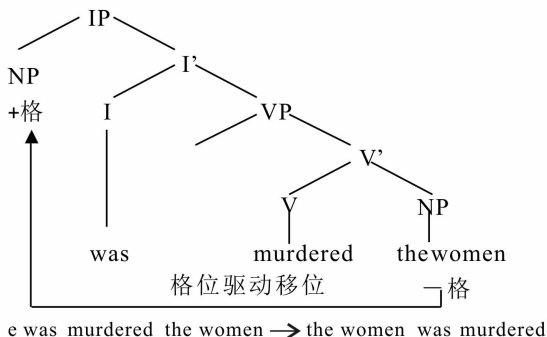 IP
NP
I’
+格
I
VP
V’
V
NP
was
murdered
thewomen
格位驱动移位
—格
e was murdered the women → the women was murdered